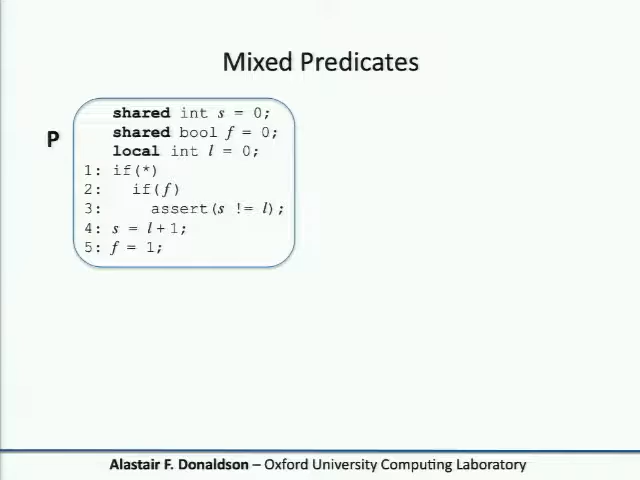 Mixed Predicates
P
shared int s = 0;
shared bool f = 0;
local int l = 0;
1: if(*)
2: if(f)
3: assert(s != l);
4: s = l+1;
5: f = 1;
Alastair F. Donaldson – Oxford University Computing Laboratory